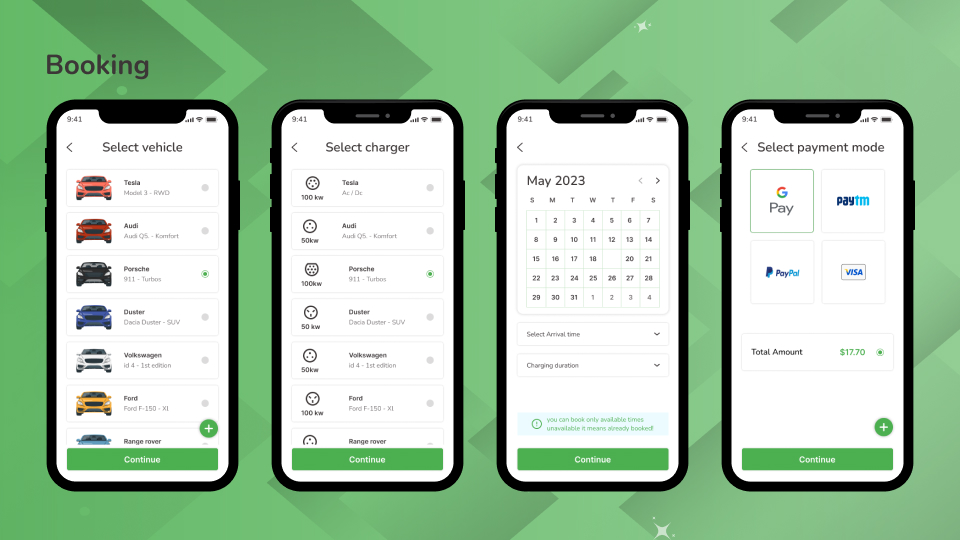 Booking
9:41
Select vehicle
Tesla
Model 3 - RWD
Audi
Audi Q5. - Komfort
Porsche
911 - Turbos
Duster
Dacia Duster - SUV
Volkswagen
id 4 - 1st edition
Ford
Ford F-150 - Xl
Range rover
Continue
9:41
Select charger
100 kw
Tesla
Ac / Dc
50kw
Audi
Audi Q5. - Komfort
100kw
Porsche
911 - Turbos
50 kw
Duster
Dacia Duster - SUV
50kw
Volkswagen
id 4 - 1st edition
100 kw
Ford
Ford F-150 - Xl
Range rover
Continue
9:41
May 2023
S M T W T F S
1 2 3 4 5 6 7
8 9 10 11 12 13 14
15 16 17 18 20 21
22 23 24 25 26 27 28
29 30 31 1 2 3 4
Select Arrival time
Charging duration
you can book only available times
unavailable it means already booked!
Continue
9:41
Select payment mode
G Pay
paytm
PayPal
VISA
Total Amount $17.70
Continue